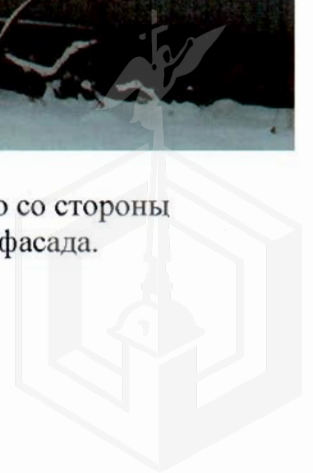 о со стороны
фасада.